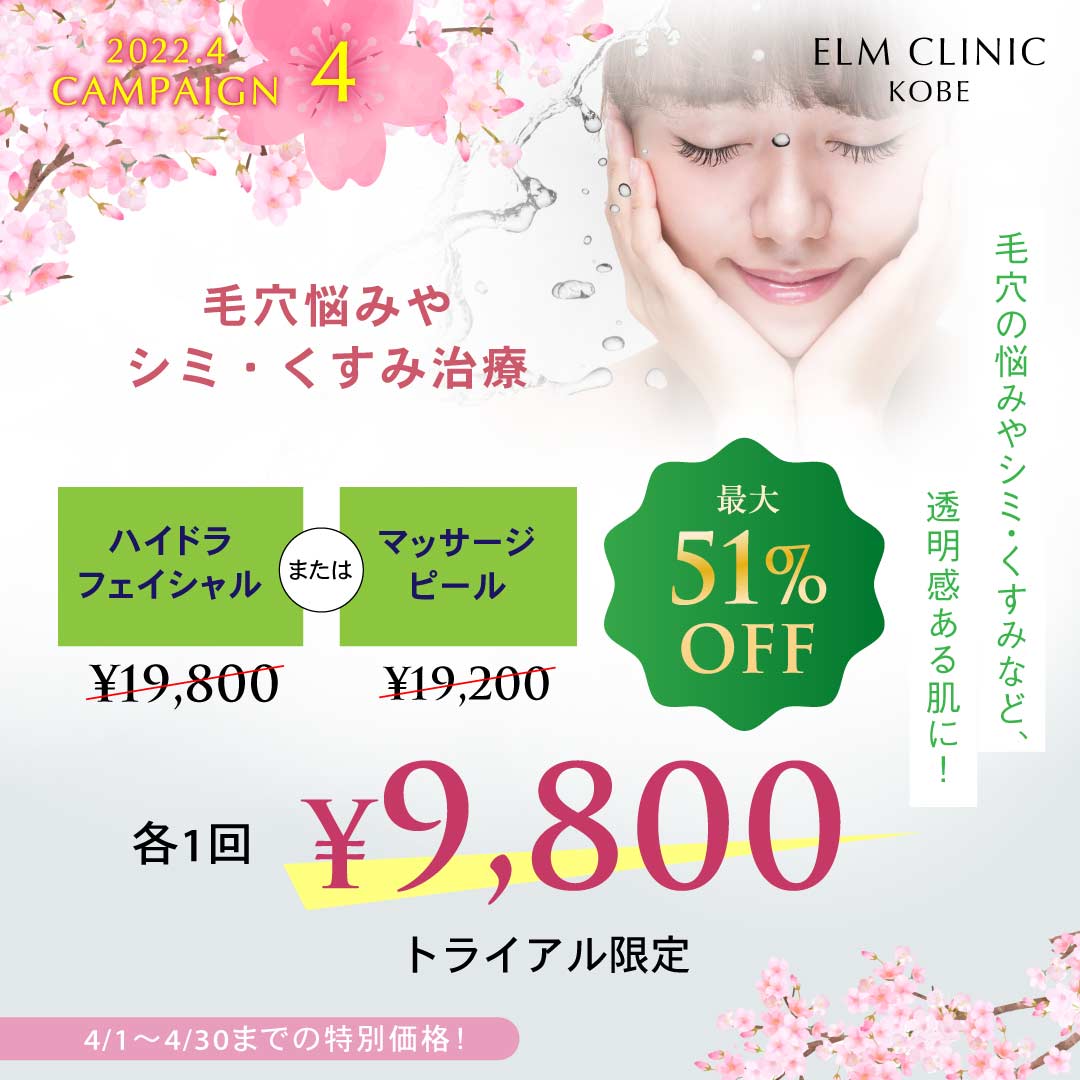 2022.4
CAMPAIGN 4
ELM CLINIC
KOBE
毛穴悩みや
シミ・くすみ治療
毛穴の悩みやシミ・くすみなど、
透明感ある肌に!
ハイドラ
フェイシャル
または
マッサージ
ピール
¥19,800
¥19,200
最大
51%
OFF
各1回
¥9,800
トライアル限定
4/1〜4/30までの特別価格!